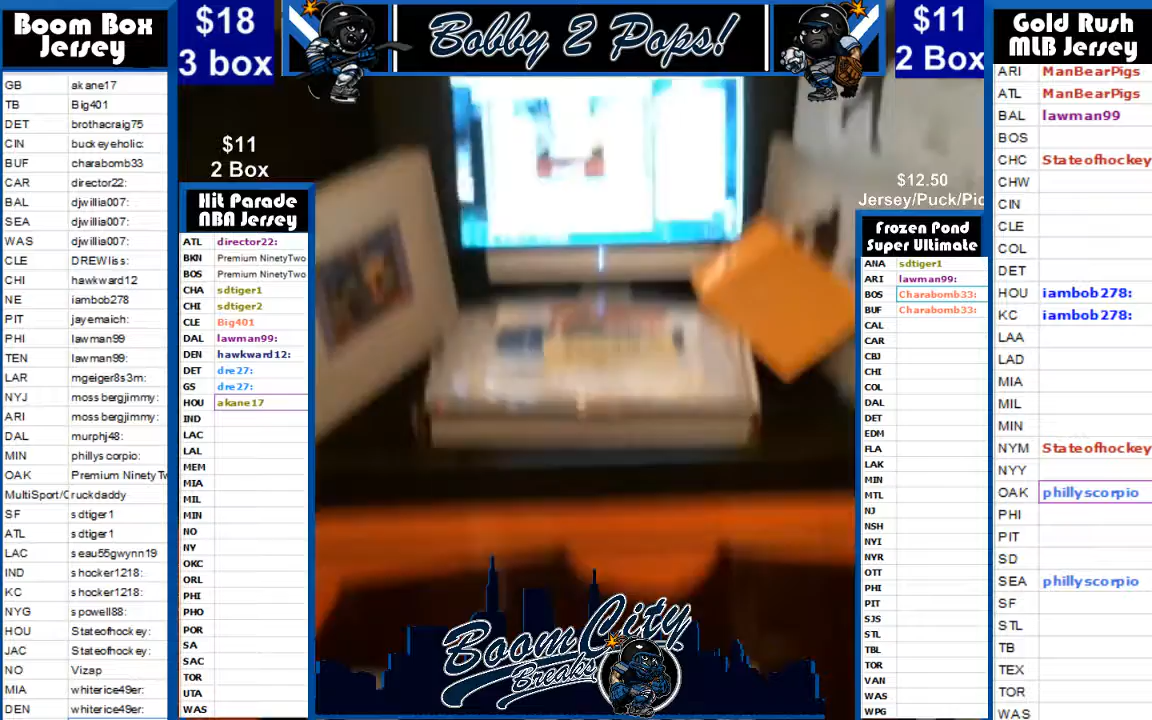 Boom Box
Jersey
GB akane17
TB Big401
DET brothacraig75
CIN buckeyeholic:
BUF charabomb33
CAR director22:
BAL djwillia007:
SEA djwillia007:
WAS djwillia007:
CLE DREWliss:
CHI hawkward12
NE iambob278
PIT jayemaich:
PHI lawman99
TEN lawman99:
LAR mgeiger8s3m:
NYJ mossbergjimmy:
ARI mossbergjimmy:
DAL murphj48:
MIN phillyscorpio:
OAK Premium NinetyTw
MultiSport/C ruckdaddy
SF sdtiger1
ATL sdtiger1
LAC seau55gwynn19
IND shocker1218:
KC shocker1218:
NYG spowell88:
HOU Stateofhockey:
JAC Stateofhockey:
NO Vizap
MIA whiterice49er:
DEN whiterice49er:
$18
3 box
$11
2 Box
Hit Parade
NBA Jersey
ATL director22:
BKN Premium NinetyTwo
BOS Premium NinetyTwo
CHA sdtiger1
CHI sdtiger2
CLE Big401
DAL lawman99:
DEN hawkward12:
DET dre27:
GS dre27:
HOU akane17
IND
LAC
LAL
MEM
MIA
MIL
MIN
NO
NY
OKC
ORL
PHI
PHO
POR
SA
SAC
TOR
UTA
WAS
Bobby 2 Pops!
Boom City
Breaks
$11
2 Box
$12.50
Jersey/Puck/Pic
Frozen Pond
Super Ultimate
ANA sdtiger1
ARI lawman99:
BOS Charabomb33:
BUF Charabomb33:
CAL
CAR
CBJ
CHI
COL
DAL
DET
EDM
FLA
LAK
MIN
MTL
NJ
NSH
NYI
NYR
OTT
PHI
PIT
SJS
STL
TBL
TOR
VAN
WAS
WPG
Gold Rush
MLB Jersey
ARI ManBearPigs
ATL ManBearPigs
BAL lawman99
BOS
CHC Stateofhockey
CHW
CIN
CLE
COL
DET
HOU iambob278:
KC iambob278:
LAA
LAD
MIA
MIL
MIN
NYM Stateofhockey
NYY
OAK phillyscorpio
PHI
PIT
SD
SEA phillyscorpio
SF
STL
TB
TEX
TOR
WAS